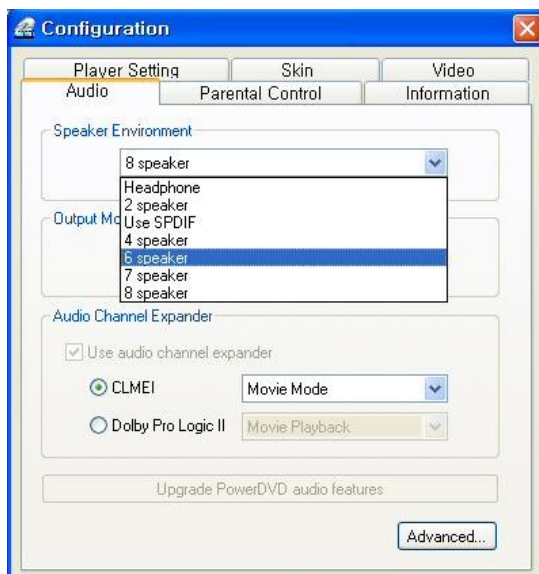 Configuration
Player Setting
Skin
Video
Audio
Parental Control
Information
Speaker Environment
8 speaker
Headphone
2 speaker
Output Mo
Use SPDIF
4 speaker
6 speaker
7 speaker
8 speaker
Audio Channel Expander
Use audio channel expander
CLMEI
Movie Mode
Dolby Pro Logic II
Movie Playback
Upgrade PowerDVD audio features
Advanced...